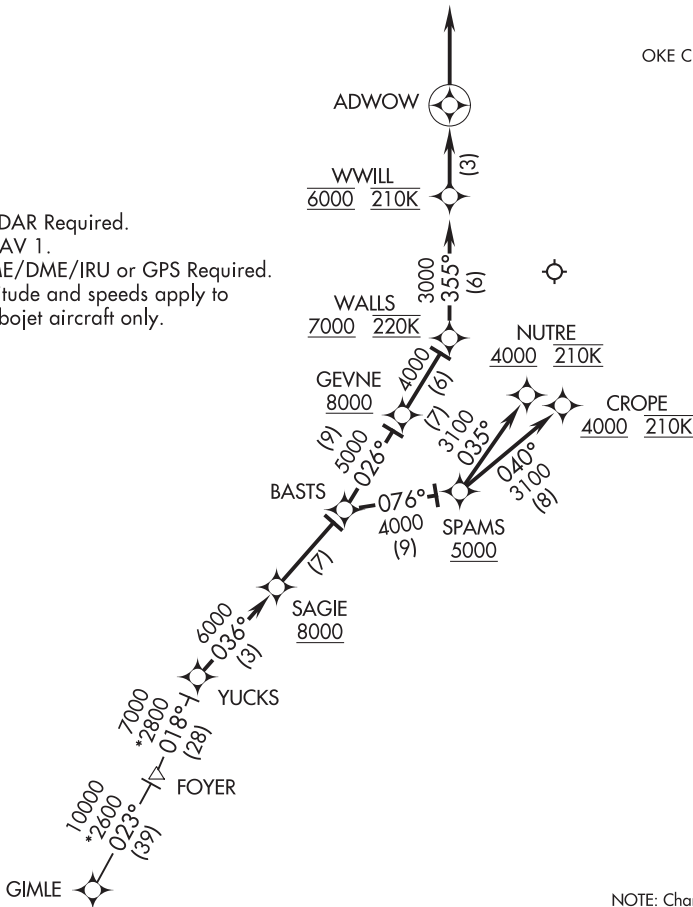 OKE C
ADWOW
(3)
WWILL
6000 210K
DAR Required.
AV 1.
ME/DME/IRU or GPS Required.
tude and speeds apply to
bojet aircraft only.
3000
355°
(6)
WALLS
7000 220K
NUTRE
4000 210K
GEVNE
8000
4000
(6)
CROPE
4000 210K
(7)
3100
035°
(9)
5000
026°
040°
3100
(8)
BASTS
076°
4000
(9)
SPAMS
5000
(7)
SAGIE
8000
6000
036°
(3)
YUCKS
7000
*2800
018°
(28)
FOYER
10000
*2600
023°
(39)
GIMLE
NOTE: Char